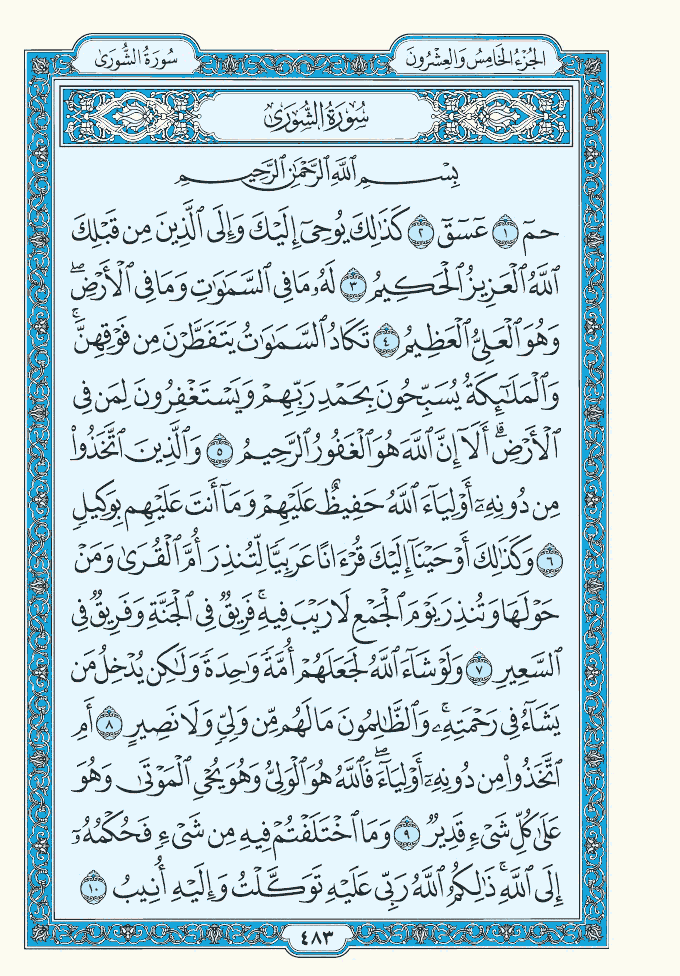 الجُزْءُ الخَامِسُ وَالعِشْرُونَ
سُورَةُ الشُّورَىٰ
سُورَةُ الشُّورَىٰ
بِسْمِ ٱللَّهِ ٱلرَّحْمَٰنِ ٱلرَّحِيمِ
حمٓ ١ عٓسٓقٓ ٢ كَذَٰلِكَ يُوحِىٓ إِلَيْكَ وَإِلَى ٱلَّذِينَ مِن قَبْلِكَ
ٱللَّهُ ٱلْعَزِيزُ ٱلْحَكِيمُ ٣ لَهُۥ مَا فِى ٱلسَّمَٰوَٰتِ وَمَا فِى ٱلْأَرْضِ ۖ
وَهُوَ ٱلْعَلِىُّ ٱلْعَظِيمُ ٤ تَكَادُ ٱلسَّمَٰوَٰتُ يَتَفَطَّرْنَ مِن فَوْقِهِنَّ ۚ
وَٱلْمَلَٰٓئِكَةُ يُسَبِّحُونَ بِحَمْدِ رَبِّهِمْ وَيَسْتَغْفِرُونَ لِمَن فِى
ٱلْأَرْضِ ۗ أَلَآ إِنَّ ٱللَّهَ هُوَ ٱلْغَفُورُ ٱلرَّحِيمُ ٥ وَٱلَّذِينَ ٱتَّخَذُوا۟
مِن دُونِهِۦٓ أَوْلِيَآءَ ٱللَّهُ حَفِيظٌ عَلَيْهِمْ وَمَآ أَنتَ عَلَيْهِم بِوَكِيلٍ
٦ وَكَذَٰلِكَ أَوْحَيْنَآ إِلَيْكَ قُرْءَانًا عَرَبِيًّا لِّتُنذِرَ أُمَّ ٱلْقُرَىٰ وَمَنْ
حَوْلَهَا وَتُنذِرَ يَوْمَ ٱلْجَمْعِ لَا رَيْبَ فِيهِ ۚ فَرِيقٌ فِى ٱلْجَنَّةِ وَفَرِيقٌ فِى
ٱلسَّعِيرِ ٧ وَلَوْ شَآءَ ٱللَّهُ لَجَعَلَهُمْ أُمَّةً وَٰحِدَةً وَلَٰكِن يُدْخِلُ مَن
يَشَآءُ فِى رَحْمَتِهِۦ ۚ وَٱلظَّٰلِمُونَ مَا لَهُم مِّن وَلِىٍّ وَلَا نَصِيرٍ ٨ أَمِ
ٱتَّخَذُوا۟ مِن دُونِهِۦٓ أَوْلِيَآءَ ۖ فَٱللَّهُ هُوَ ٱلْوَلِىُّ وَهُوَ يُحْىِ ٱلْمَوْتَىٰ وَهُوَ
عَلَىٰ كُلِّ شَىْءٍ قَدِيرٌ ٩ وَمَا ٱخْتَلَفْتُمْ فِيهِ مِن شَىْءٍ فَحُكْمُهُۥٓ
إِلَى ٱللَّهِ ۚ ذَٰلِكُمُ ٱللَّهُ رَبِّى عَلَيْهِ تَوَكَّلْتُ وَإِلَيْهِ أُنِيبُ ١٠
٤٨٣